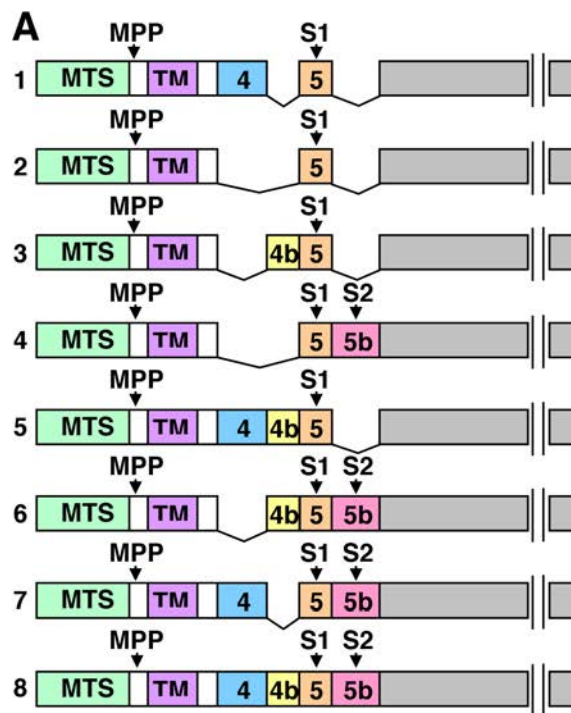 A
MPP S1
1 MTS TM 4 5
MPP S1
2 MTS TM 5
MPP S1
3 MTS TM 4b 5
MPP S1 S2
4 MTS TM 5 5b
MPP S1
5 MTS TM 4 4b 5
MPP S1 S2
6 MTS TM 4b 5 5b
MPP S1 S2
7 MTS TM 4 5 5b
MPP S1 S2
8 MTS TM 4 4b 5 5b